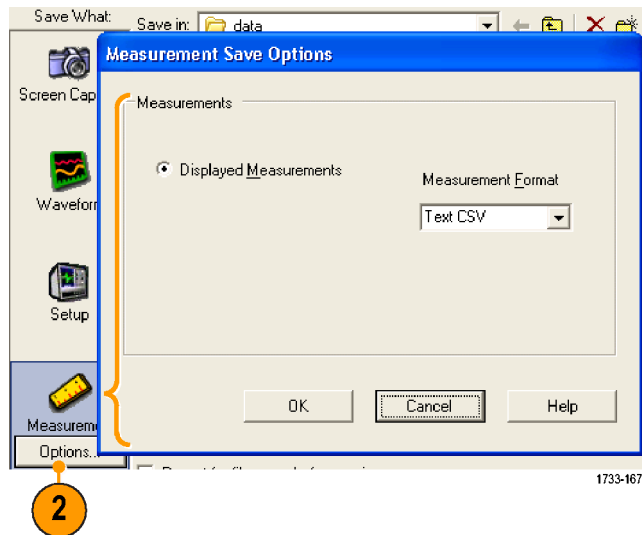 Save What:
Save in: data
Measurement Save Options
Screen Cap
Measurements
Displayed Measurements
Measurement Format
Text CSV
Waveform
Setup
OK
Cancel
Help
Measureme
Options...
1733-167
2